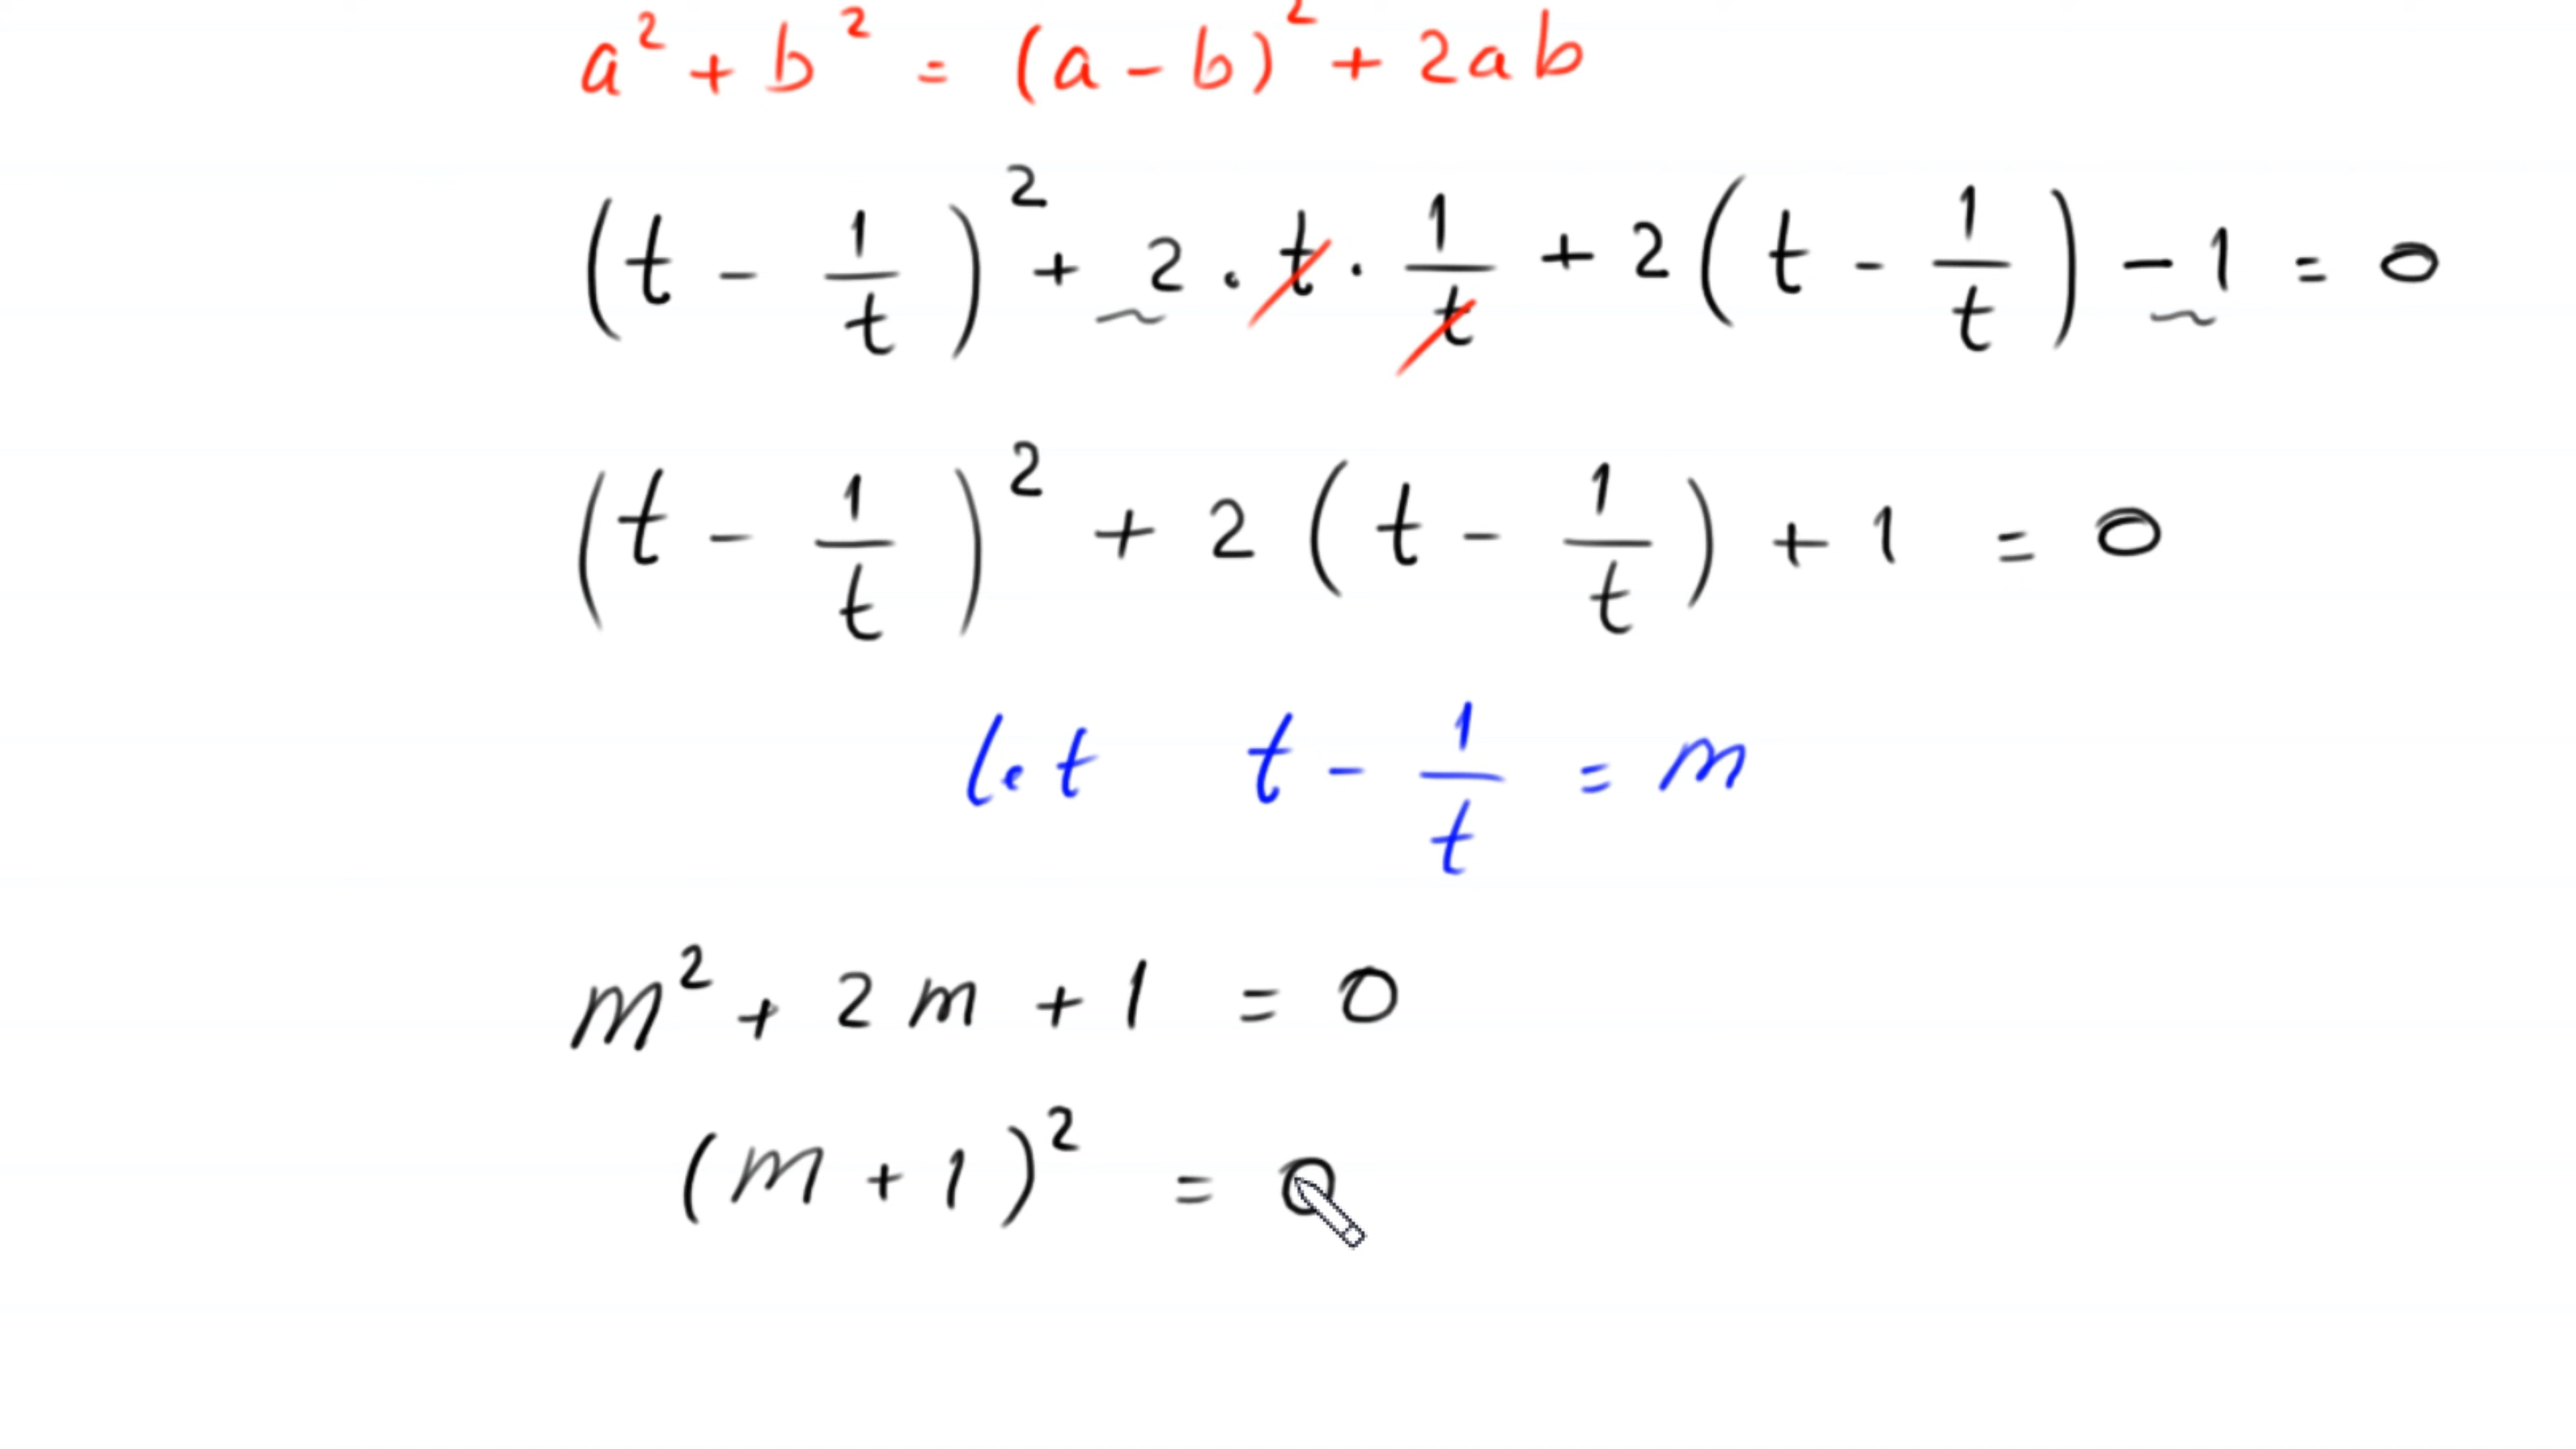 a² + b² = (a - b)² + 2ab
(t - 1/t)² + 2 · t · 1/t + 2(t - 1/t) - 1 = 0
(t - 1/t)² + 2(t - 1/t) + 1 = 0
let t - 1/t = m
m² + 2m + 1 = 0
(m + 1)² = 0